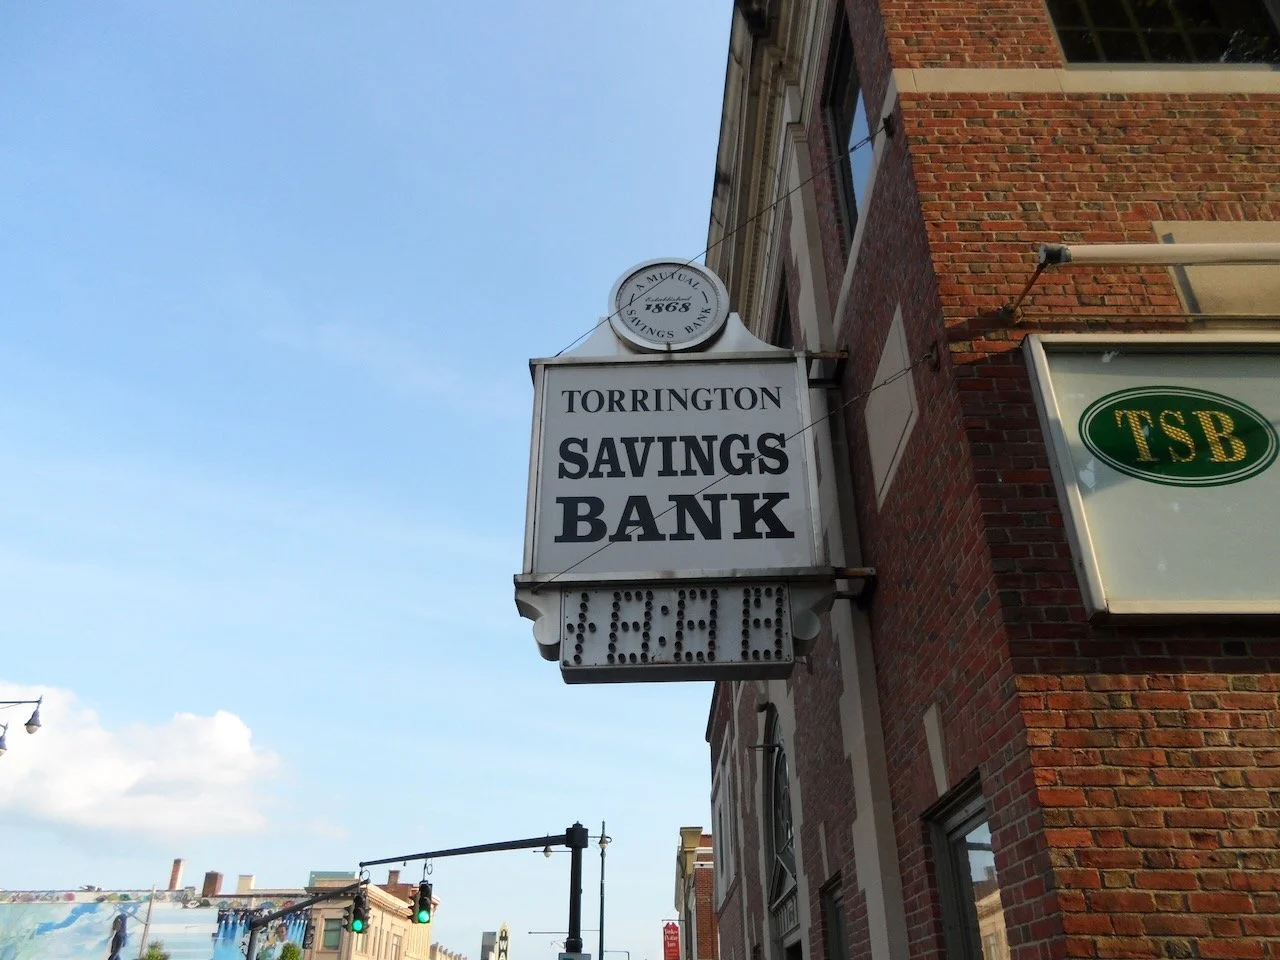 A MUTUAL
Established
1868
SAVINGS BANK
TORRINGTON
SAVINGS
BANK
TSB